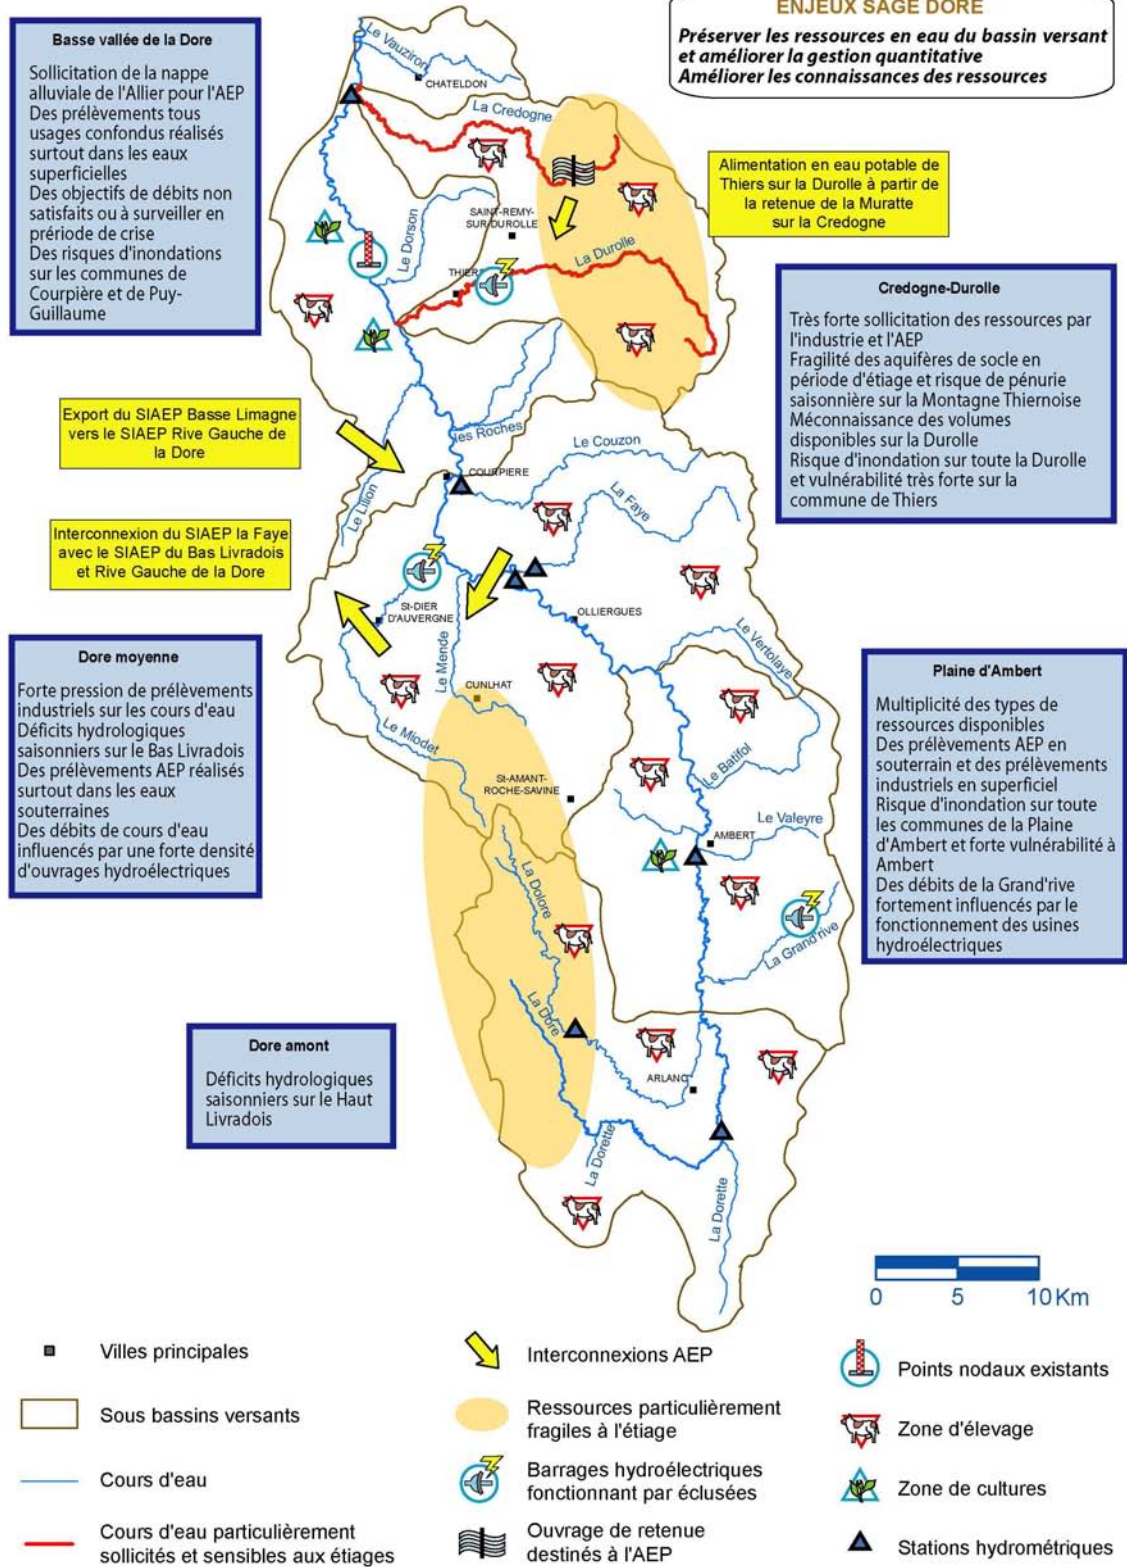 ENJEUX SAGE DORE
Préserver les ressources en eau du bassin versant
et améliorer la gestion quantitative
Améliorer les connaissances des ressources
Basse vallée de la Dore
Sollicitation de la nappe
alluviale de l'Allier pour l'AEP
Des prélèvements tous
usages confondus réalisés
surtout dans les eaux
superficielles
Des objectifs de débits non
satisfaits ou à surveiller en
prériode de crise
Des risques d'inondations
sur les communes de
Courpière et de Puy-
Guillaume
Le Vauziron
CHATELDON
La Credogne
Alimentation en eau potable de
Thiers sur la Durolle à partir de
la retenue de la Muratte
sur la Credogne
SAINT-REMY-
SUR-DUROLLE
Le Dorson
La Durolle
THIER
Credogne-Durolle
Très forte sollicitation des ressources par
l'industrie et l'AEP
Fragilité des aquifères de socle en
période d'étiage et risque de pénurie
saisonnière sur la Montagne Thiernoise
Méconnaissance des volumes
disponibles sur la Durolle
Risque d'inondation sur toute la Durolle
et vulnérabilité très forte sur la
commune de Thiers
Export du SIAEP Basse Limagne
vers le SIAEP Rive Gauche de
la Dore
les Roches
Le Couzon
COURPIERE
Le Lilion
La Faye
Interconnexion du SIAEP la Faye
avec le SIAEP du Bas Livradois
et Rive Gauche de la Dore
St-DIER
D'AUVERGNE
OLLIERGUES
Le Mende
Le Vertolaye
CUNLHAT
Dore moyenne
Forte pression de prélèvements
industriels sur les cours d'eau
Déficits hydrologiques
saisonniers sur le Bas Livradois
Des prélèvements AEP réalisés
surtout dans les eaux
souterraines
Des débits de cours d'eau
influencés par une forte densité
d'ouvrages hydroélectriques
Le Miodet
Le Batifol
St-AMANT-
ROCHE-SAVINE
Le Valeyre
AMBERT
Plaine d'Ambert
Multiplicité des types de
ressources disponibles
Des prélèvements AEP en
souterrain et des prélèvements
industriels en superficiel
Risque d'inondation sur toute
les communes de la Plaine
d'Ambert et forte vulnérabilité à
Ambert
Des débits de la Grand'rive
fortement influencés par le
fonctionnement des usines
hydroélectriques
La Dolore
La Grand'rive
La Dore
Dore amont
Déficits hydrologiques
saisonniers sur le Haut
Livradois
ARLANC
La Dorette
La Dorette
0 5 10 Km
Villes principales
Sous bassins versants
Cours d'eau
Cours d'eau particulièrement
sollicités et sensibles aux étiages
Interconnexions AEP
Ressources particulièrement
fragiles à l'étiage
Barrages hydroélectriques
fonctionnant par éclusées
Ouvrage de retenue
destinés à l'AEP
Points nodaux existants
Zone d'élevage
Zone de cultures
Stations hydrométriques